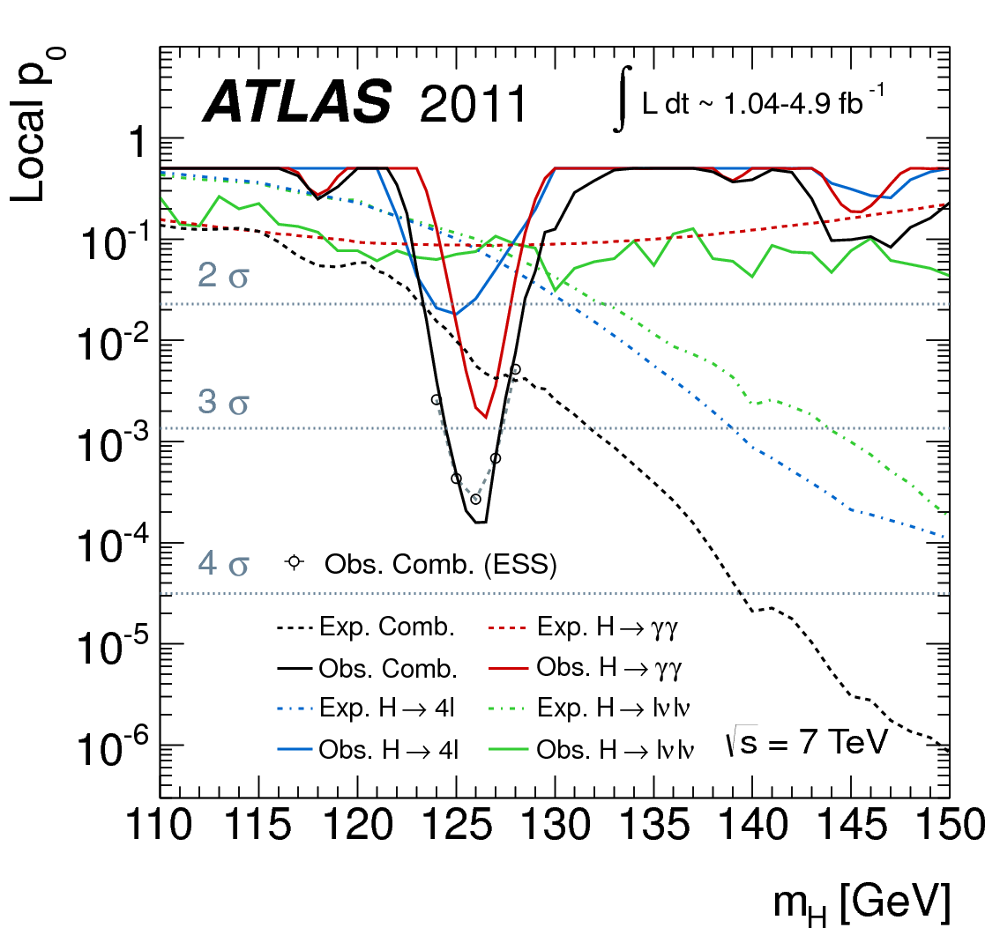 Local p0
ATLAS 2011
∫ L dt ~ 1.04-4.9 fb-1
1
10-1
2 σ
10-2
3 σ
10-3
10-4
4 σ
Obs. Comb. (ESS)
10-5
Exp. Comb.
Exp. H → γγ
Obs. Comb.
Obs. H → γγ
Exp. H → 4l
Exp. H → lνlν
Obs. H → 4l
Obs. H → lνlν
√s = 7 TeV
10-6
110 115 120 125 130 135 140 145 150
mH [GeV]